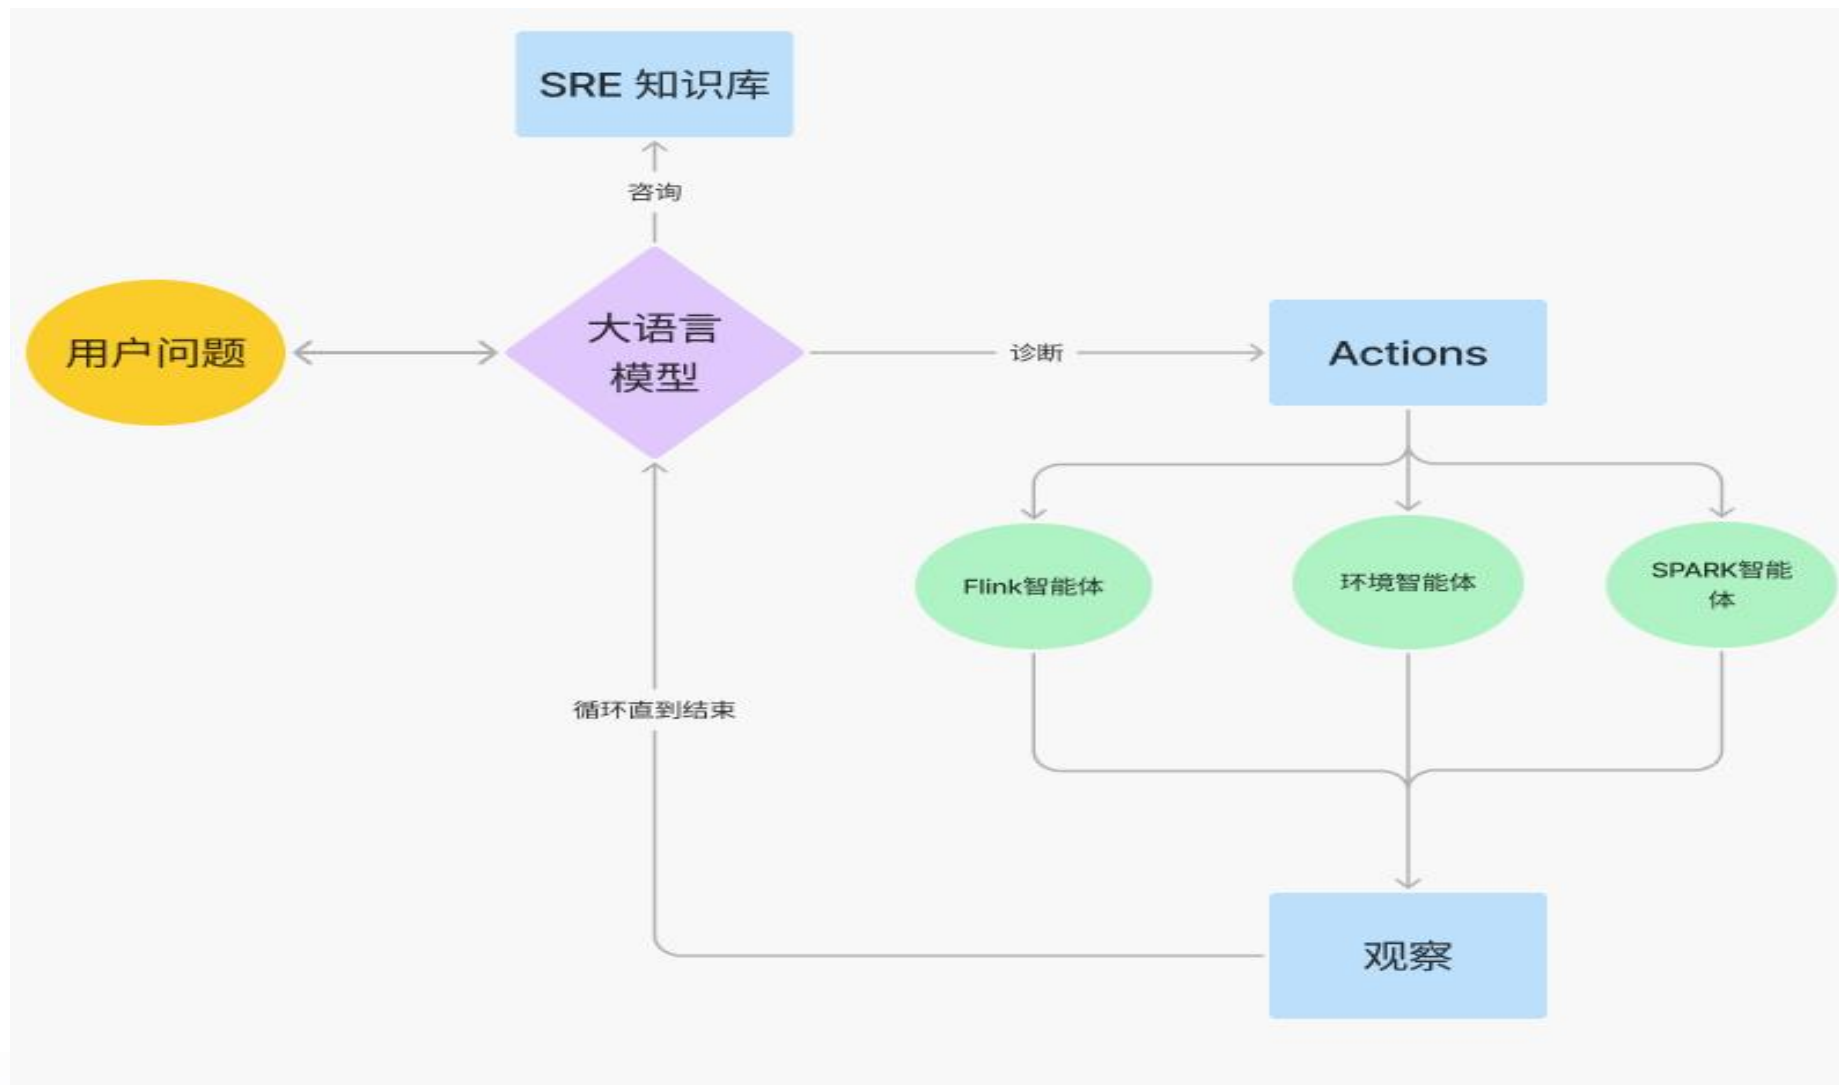 SRE 知识库
咨询
用户问题
大语言
模型
诊断
Actions
Flink智能体
环境智能体
SPARK智能
体
循环直到结束
观察